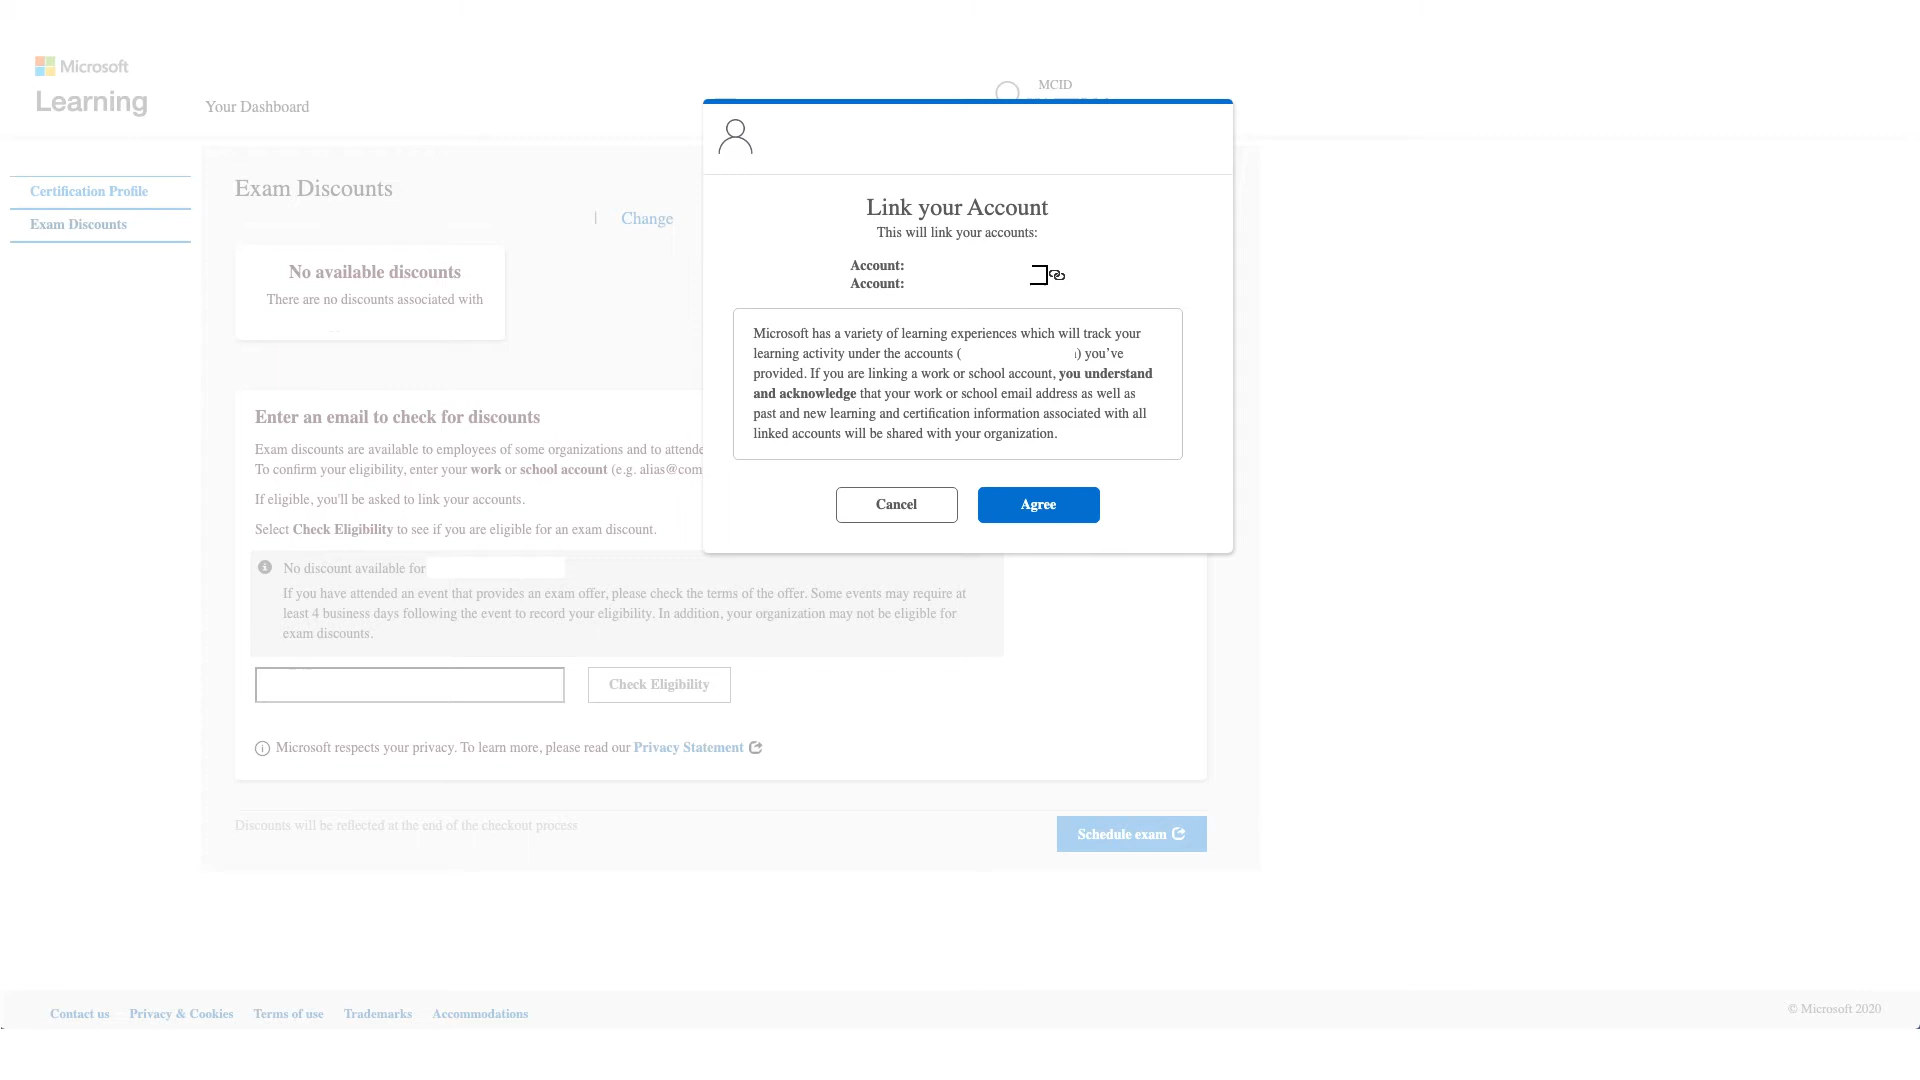 Microsoft
Learning
Your Dashboard
MCID
Certification Profile
Exam Discounts
Exam Discounts
| Change
No available discounts
There are no discounts associated with
Enter an email to check for discounts
Exam discounts are available to employees of some organizations and to attende
To confirm your eligibility, enter your work or school account (e.g. alias@com
If eligible, you'll be asked to link your accounts.
Select Check Eligibility to see if you are eligible for an exam discount.
No discount available for
If you have attended an event that provides an exam offer, please check the terms of the offer. Some events may require at
least 4 business days following the event to record your eligibility. In addition, your organization may not be eligible for
exam discounts.
Check Eligibility
Microsoft respects your privacy. To learn more, please read our Privacy Statement
Discounts will be reflected at the end of the checkout process
Schedule exam
Link your Account
This will link your accounts:
Account:
Account:
Microsoft has a variety of learning experiences which will track your
learning activity under the accounts ( ) you've
provided. If you are linking a work or school account, you understand
and acknowledge that your work or school email address as well as
past and new learning and certification information associated with all
linked accounts will be shared with your organization.
Cancel
Agree
Contact us
Privacy & Cookies
Terms of use
Trademarks
Accommodations
© Microsoft 2020